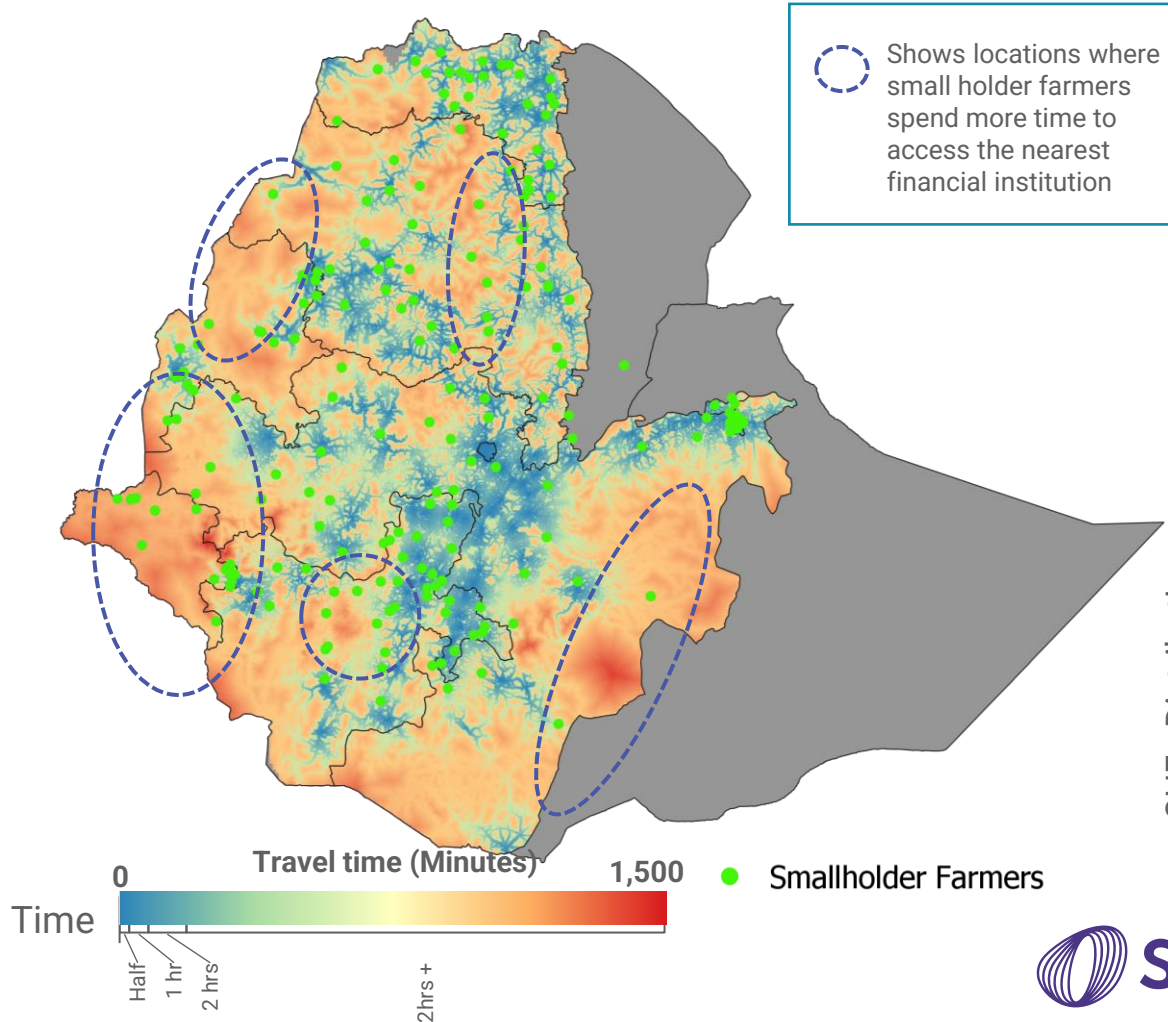 Shows locations where
small holder farmers
spend more time to
access the nearest
financial institution
Travel time (Minutes)
0
1,500
Smallholder Farmers
Time
Half
1 hr
2 hrs
2hrs +
S